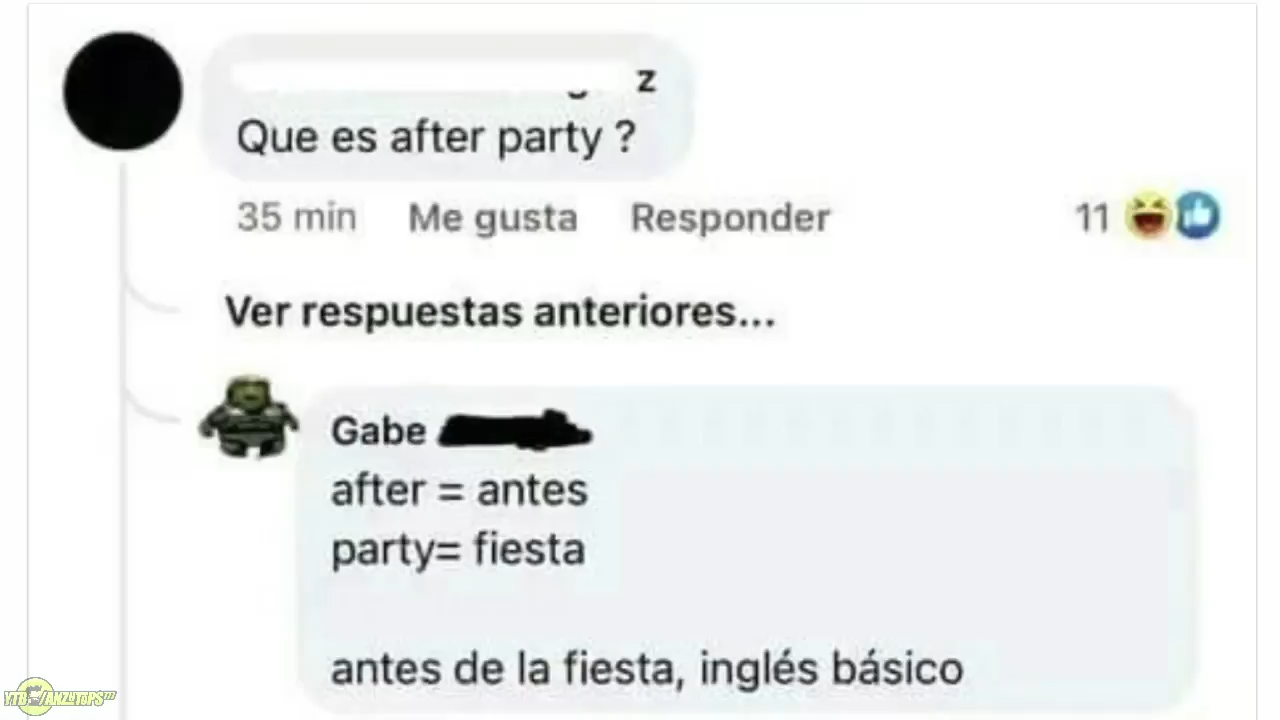 z
Que es after party ?
35 min Me gusta Responder 11
Ver respuestas anteriores...
Gabe
after = antes
party= fiesta
antes de la fiesta, inglés básico